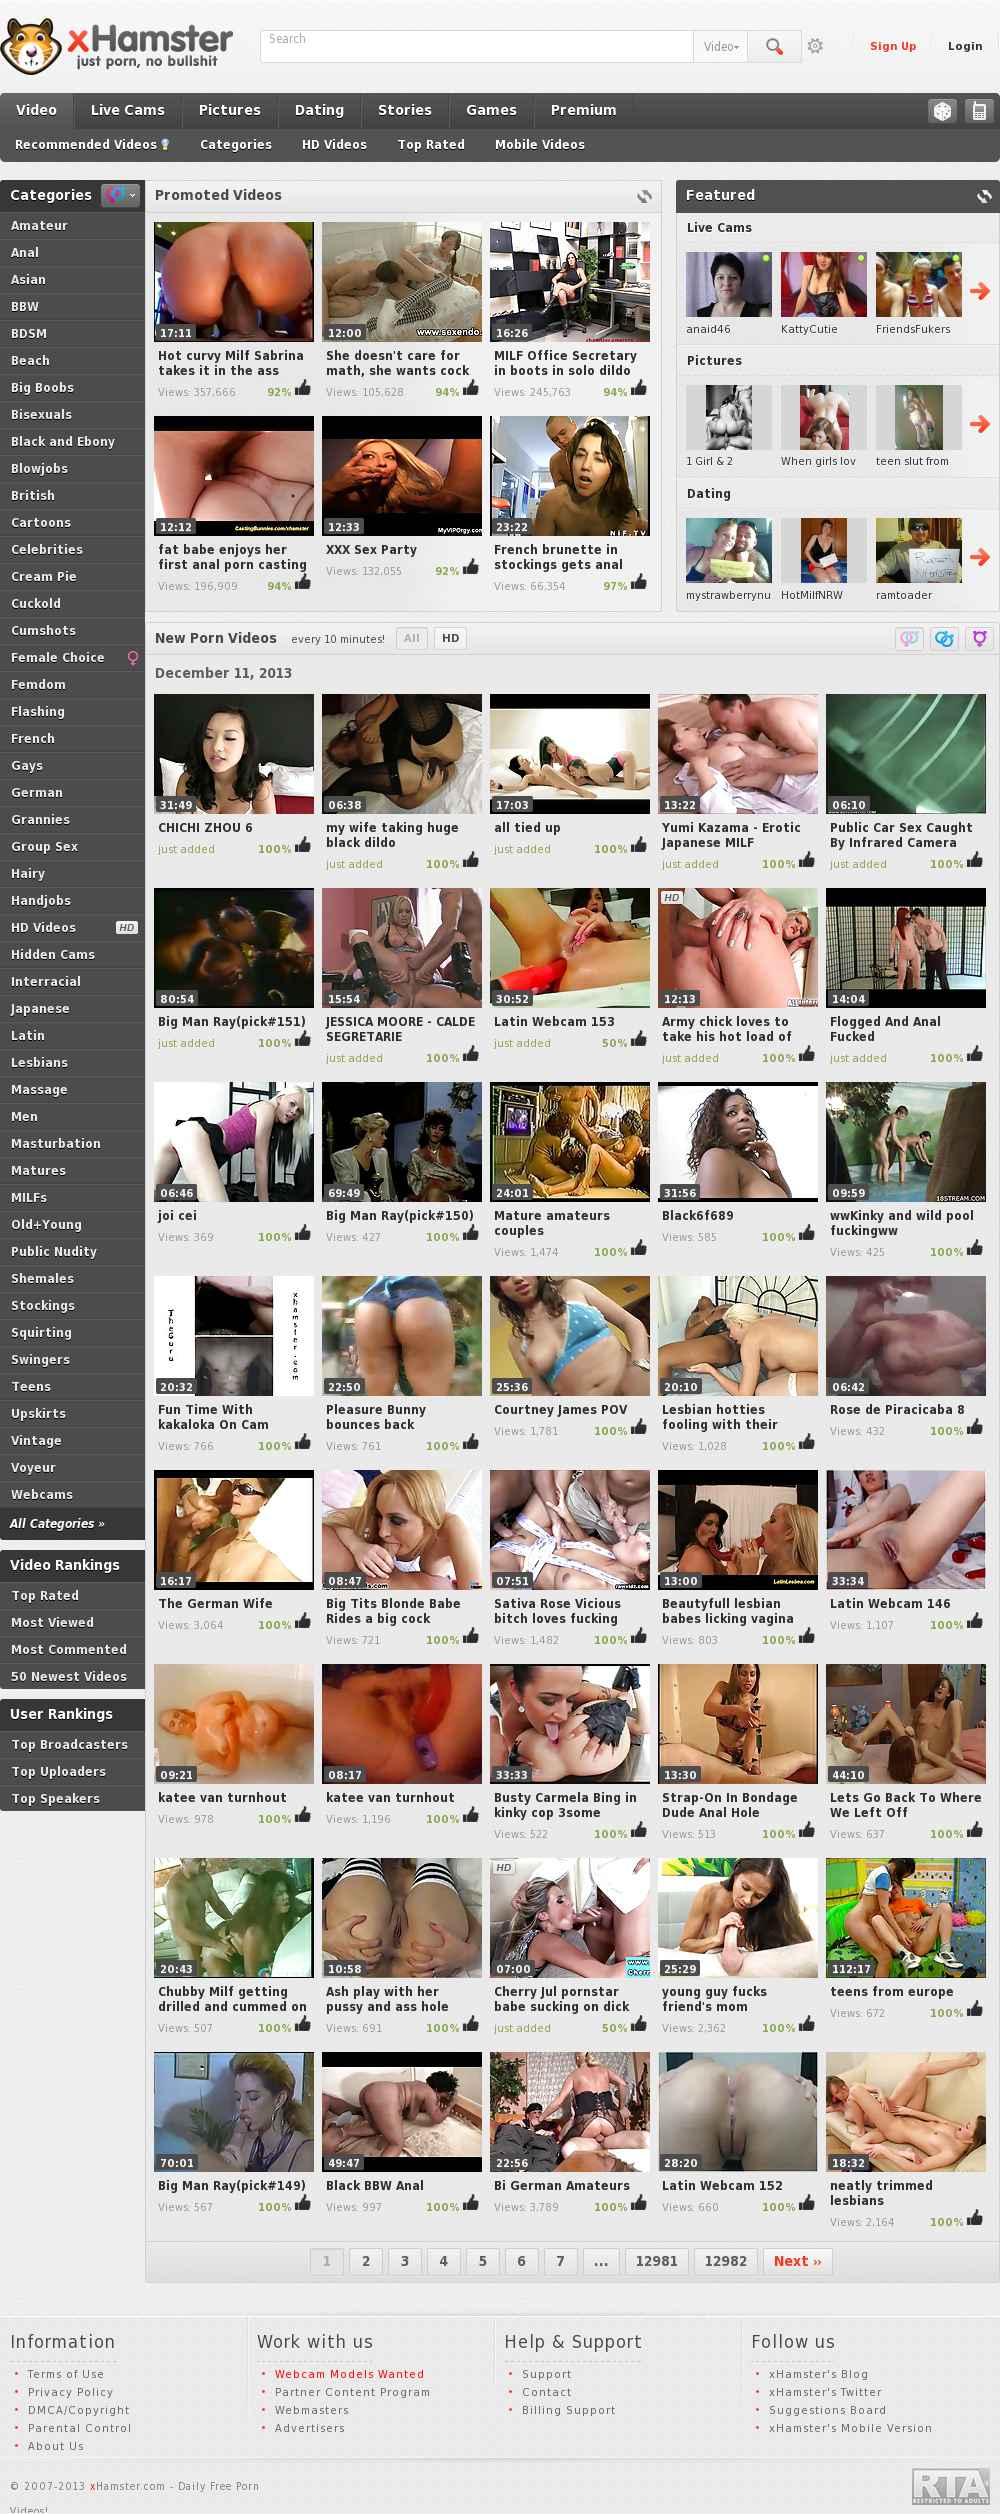 xHamster
just porn, no bullshit
Search
Video
Sign Up
Login
Video
Live Cams
Pictures
Dating
Stories
Games
Premium
Recommended Videos
Categories
HD Videos
Top Rated
Mobile Videos
Categories
Amateur
Anal
Asian
BBW
BDSM
Beach
Big Boobs
Bisexuals
Black and Ebony
Blowjobs
British
Cartoons
Celebrities
Cream Pie
Cuckold
Cumshots
Female Choice
Femdom
Flashing
French
Gays
German
Grannies
Group Sex
Hairy
Handjobs
HD Videos HD
Hidden Cams
Interracial
Japanese
Latin
Lesbians
Massage
Men
Masturbation
Matures
MILFs
Old+Young
Public Nudity
Shemales
Stockings
Squirting
Swingers
Teens
Upskirts
Vintage
Voyeur
Webcams
All Categories »
Video Rankings
Top Rated
Most Viewed
Most Commented
50 Newest Videos
User Rankings
Top Broadcasters
Top Uploaders
Top Speakers
Promoted Videos
17:11
Hot curvy Milf Sabrina
takes it in the ass
Views: 357,666 92%
12:00
www.sexendo.
She doesn't care for
math, she wants cock
Views: 105,628 94%
16:26
MILF Office Secretary
in boots in solo dildo
Views: 245,763 94%
12:12
CastingBunnies.com/xhamster
fat babe enjoys her
first anal porn casting
Views: 196,909 94%
12:33
MyVIPOrgy.com
XXX Sex Party
Views: 132,055 92%
23:22
NiF.TV
French brunette in
stockings gets anal
Views: 66,354 97%
Featured
Live Cams
anaid46
KattyCutie
FriendsFukers
Pictures
1 Girl & 2
When girls lov
teen slut from
Dating
mystrawberrynu
HotMilfNRW
ramtoader
New Porn Videos every 10 minutes! All HD
December 11, 2013
31:49
CHICHI ZHOU 6
just added 100%
06:38
my wife taking huge
black dildo
just added 100%
17:03
all tied up
just added 100%
13:22
Yumi Kazama - Erotic
Japanese MILF
just added 100%
06:10
Public Car Sex Caught
By Infrared Camera
just added 100%
80:54
Big Man Ray(pick#151)
just added 100%
15:54
JESSICA MOORE - CALDE
SEGRETARIE
just added 100%
30:52
Latin Webcam 153
just added 50%
HD
12:13
Army chick loves to
take his hot load of
just added 100%
14:04
Flogged And Anal
Fucked
just added 100%
06:46
joi cei
Views: 369 100%
69:49
Big Man Ray(pick#150)
Views: 427 100%
24:01
Mature amateurs
couples
Views: 1,474 100%
31:56
Black6f689
Views: 585 100%
09:59
18STREAM.COM
wwKinky and wild pool
fuckingww
Views: 425 100%
TheGuru
xhamster.com
20:32
Fun Time With
kakaloka On Cam
Views: 766 100%
22:50
Pleasure Bunny
bounces back
Views: 761 100%
25:36
Courtney James POV
Views: 1,781 100%
20:10
Lesbian hotties
fooling with their
Views: 1,028 100%
06:42
Rose de Piracicaba 8
Views: 432 100%
16:17
The German Wife
Views: 3,064 100%
08:47
Big Tits Blonde Babe
Rides a big cock
Views: 721 100%
07:51
Sativa Rose Vicious
bitch loves fucking
Views: 1,482 100%
13:00
LatinLesbea.com
Beautyfull lesbian
babes licking vagina
Views: 803 100%
33:34
Latin Webcam 146
Views: 1,107 100%
09:21
katee van turnhout
Views: 978 100%
08:17
katee van turnhout
Views: 1,196 100%
33:33
Busty Carmela Bing in
kinky cop 3some
Views: 522 100%
13:30
Strap-On In Bondage
Dude Anal Hole
Views: 513 100%
44:10
Lets Go Back To Where
We Left Off
Views: 637 100%
20:43
Chubby Milf getting
drilled and cummed on
Views: 507 100%
10:58
Ash play with her
pussy and ass hole
Views: 691 100%
HD
07:00
Cherry Jul pornstar
babe sucking on dick
just added 50%
25:29
young guy fucks
friend's mom
Views: 2,362 100%
112:17
teens from europe
Views: 672 100%
70:01
Big Man Ray(pick#149)
Views: 567 100%
49:47
Black BBW Anal
Views: 997 100%
22:56
Bi German Amateurs
Views: 3,789 100%
28:20
Latin Webcam 152
Views: 660 100%
18:32
neatly trimmed
lesbians
Views: 2,164 100%
1 2 3 4 5 6 7 ... 12981 12982 Next »
Information
Terms of Use
Privacy Policy
DMCA/Copyright
Parental Control
About Us
Work with us
Webcam Models Wanted
Partner Content Program
Webmasters
Advertisers
Help & Support
Support
Contact
Billing Support
Follow us
xHamster's Blog
xHamster's Twitter
Suggestions Board
xHamster's Mobile Version
© 2007-2013 xHamster.com - Daily Free Porn
Videos!
RTA
RESTRICTED TO ADULTS